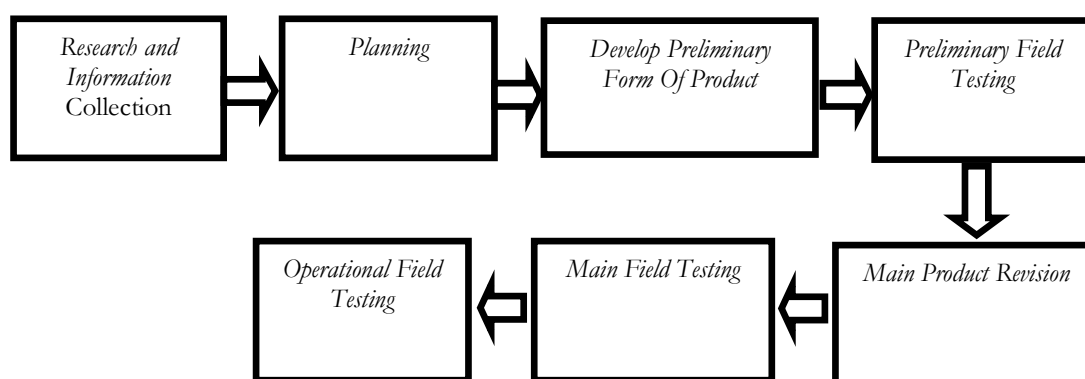 Research and
Information
Collection
Planning
Develop Preliminary
Form Of Product
Preliminary Field
Testing
Operational Field
Testing
Main Field Testing
Main Product Revision